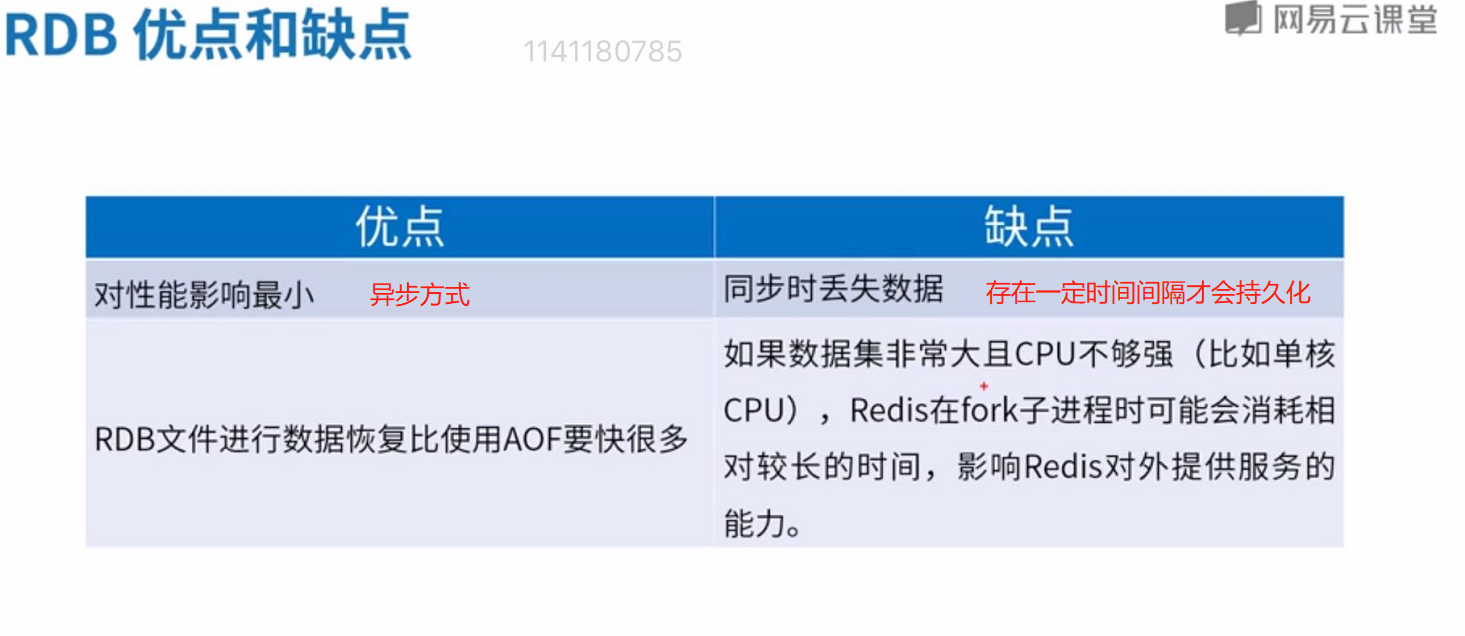 RDB 优点和缺点
1141180785
网易云课堂
优点
缺点
对性能影响最小
异步方式
同步时丢失数据
存在一定时间间隔才会持久化
RDB文件进行数据恢复比使用AOF要快很多
如果数据集非常大且CPU不够强（比如单核
CPU），Redis在fork子进程时可能会消耗相
对较长的时间，影响Redis对外提供服务的
能力。